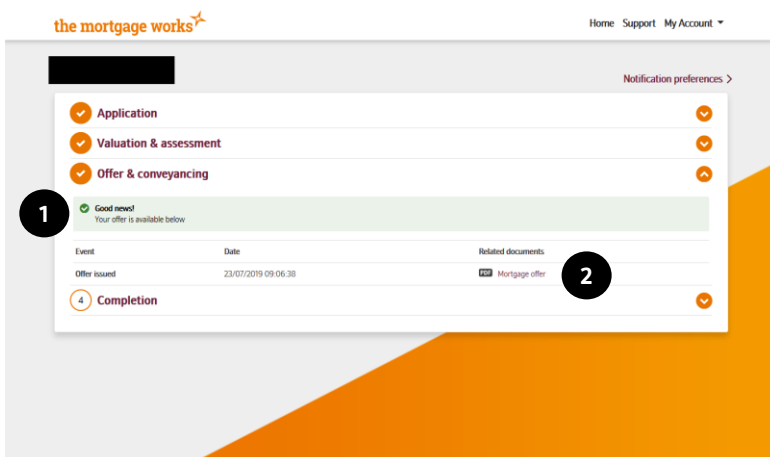 the mortgage works
Home Support My Account
Notification preferences
Application
Valuation & assessment
Offer & conveyancing
1
Good news!
Your offer is available below
Event Date Related documents
Offer issued 23/07/2019 09:06:38 PDF Mortgage offer
2
4 Completion